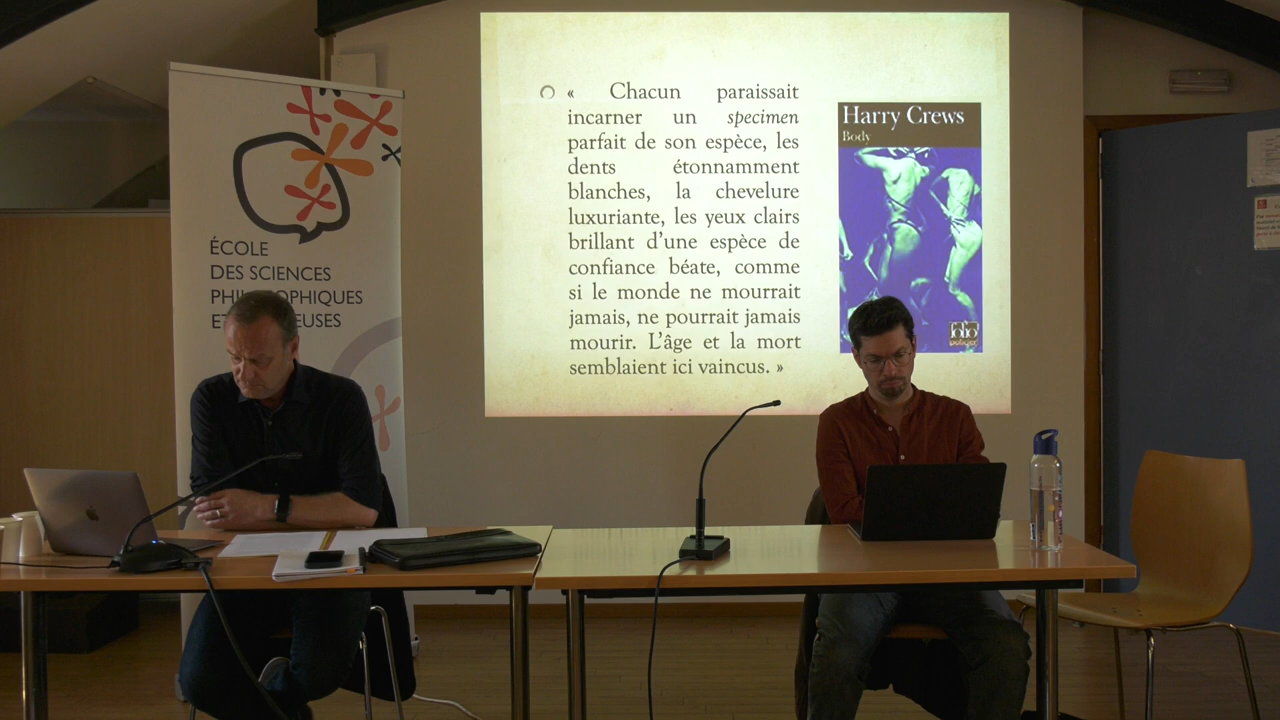 ÉCOLE
DES SCIENCES
PHIL OPHIQUES
ET EUSES
« Chacun paraissait
incarner un specimen
parfait de son espèce, les
dents étonnamment
blanches, la chevelure
luxuriante, les yeux clairs
brillant d’une espèce de
confiance béate, comme
si le monde ne mourrait
jamais, ne pourrait jamais
mourir. L’âge et la mort
semblaient ici vaincus. »
Harry Crews
Body
folio
policier